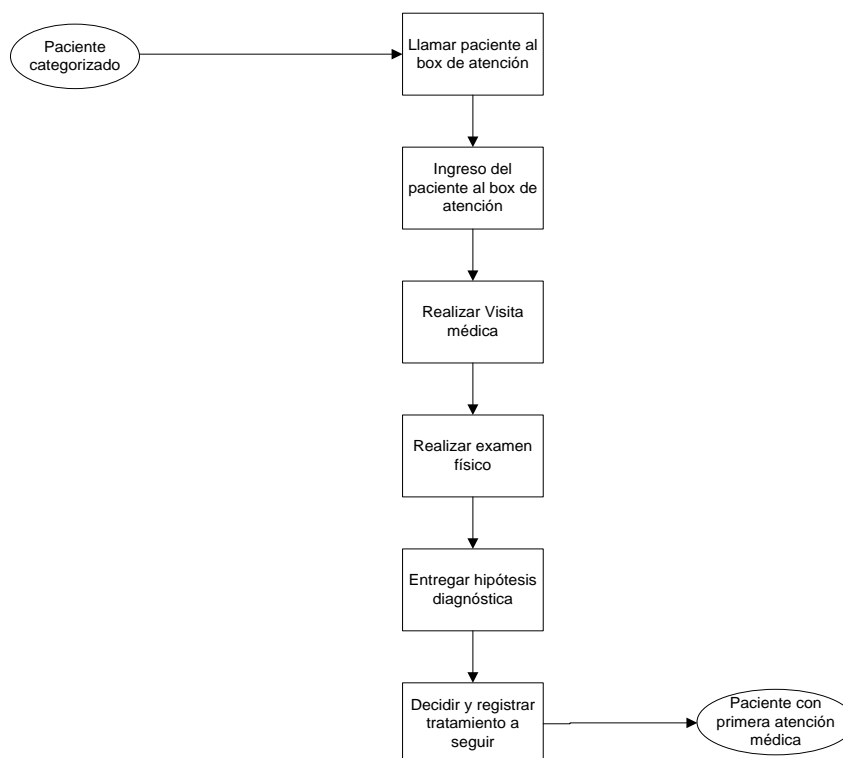 Paciente
categorizado
Llamar paciente al
box de atención
Ingreso del
paciente al box de
atención
Realizar Visita
médica
Realizar examen
físico
Entregar hipótesis
diagnóstica
Decidir y registrar
tratamiento a
seguir
Paciente con
primera atención
médica